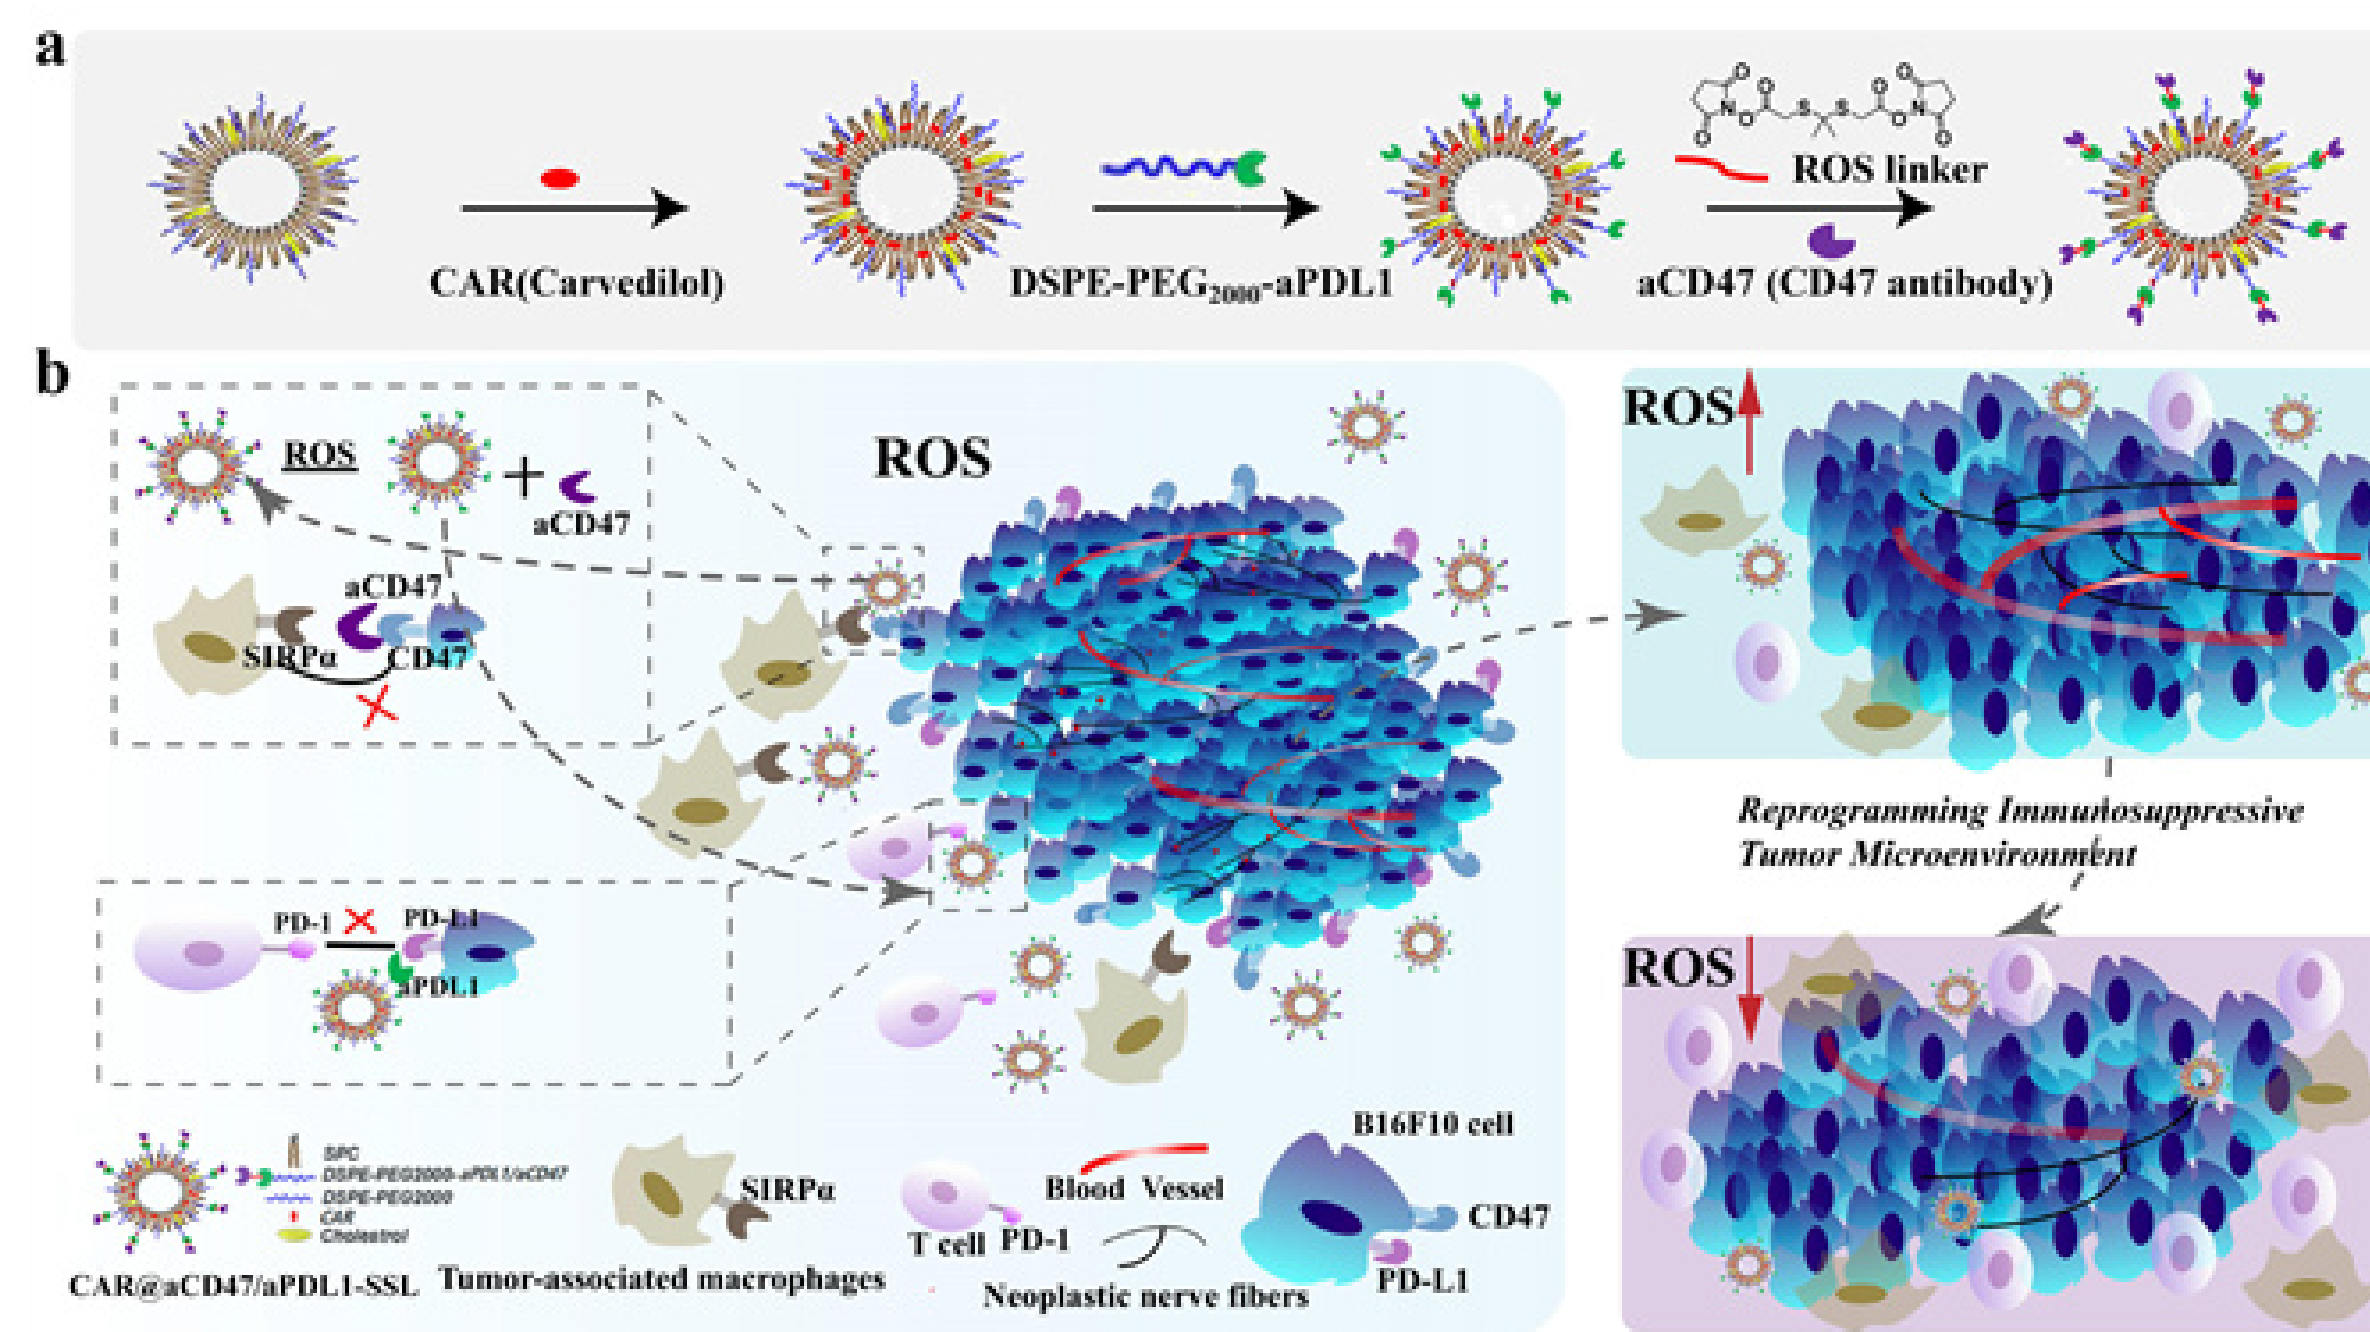 a
N
O
O
O
O
S
S
O
O
N
O
O
ROS linker
CAR(Carvedilol)
DSPE-PEG2000-aPDL1
aCD47 (CD47 antibody)
b
ROS
aCD47
aCD47
SIRPα
CD47
ROS
PD-1
PD-L1
aPDL1
ROS
Reprogramming Immunosuppressive
Tumor Microenvironment
ROS
SPC
DSPE-PEG2000-aPDL1/aCD47
DSPE-PEG2000
CAR
Cholestrol
CAR@aCD47/aPDL1-SSL
SIRPα
Tumor-associated macrophages
T cell
PD-1
Blood Vessel
Neoplastic nerve fibers
B16F10 cell
CD47
PD-L1